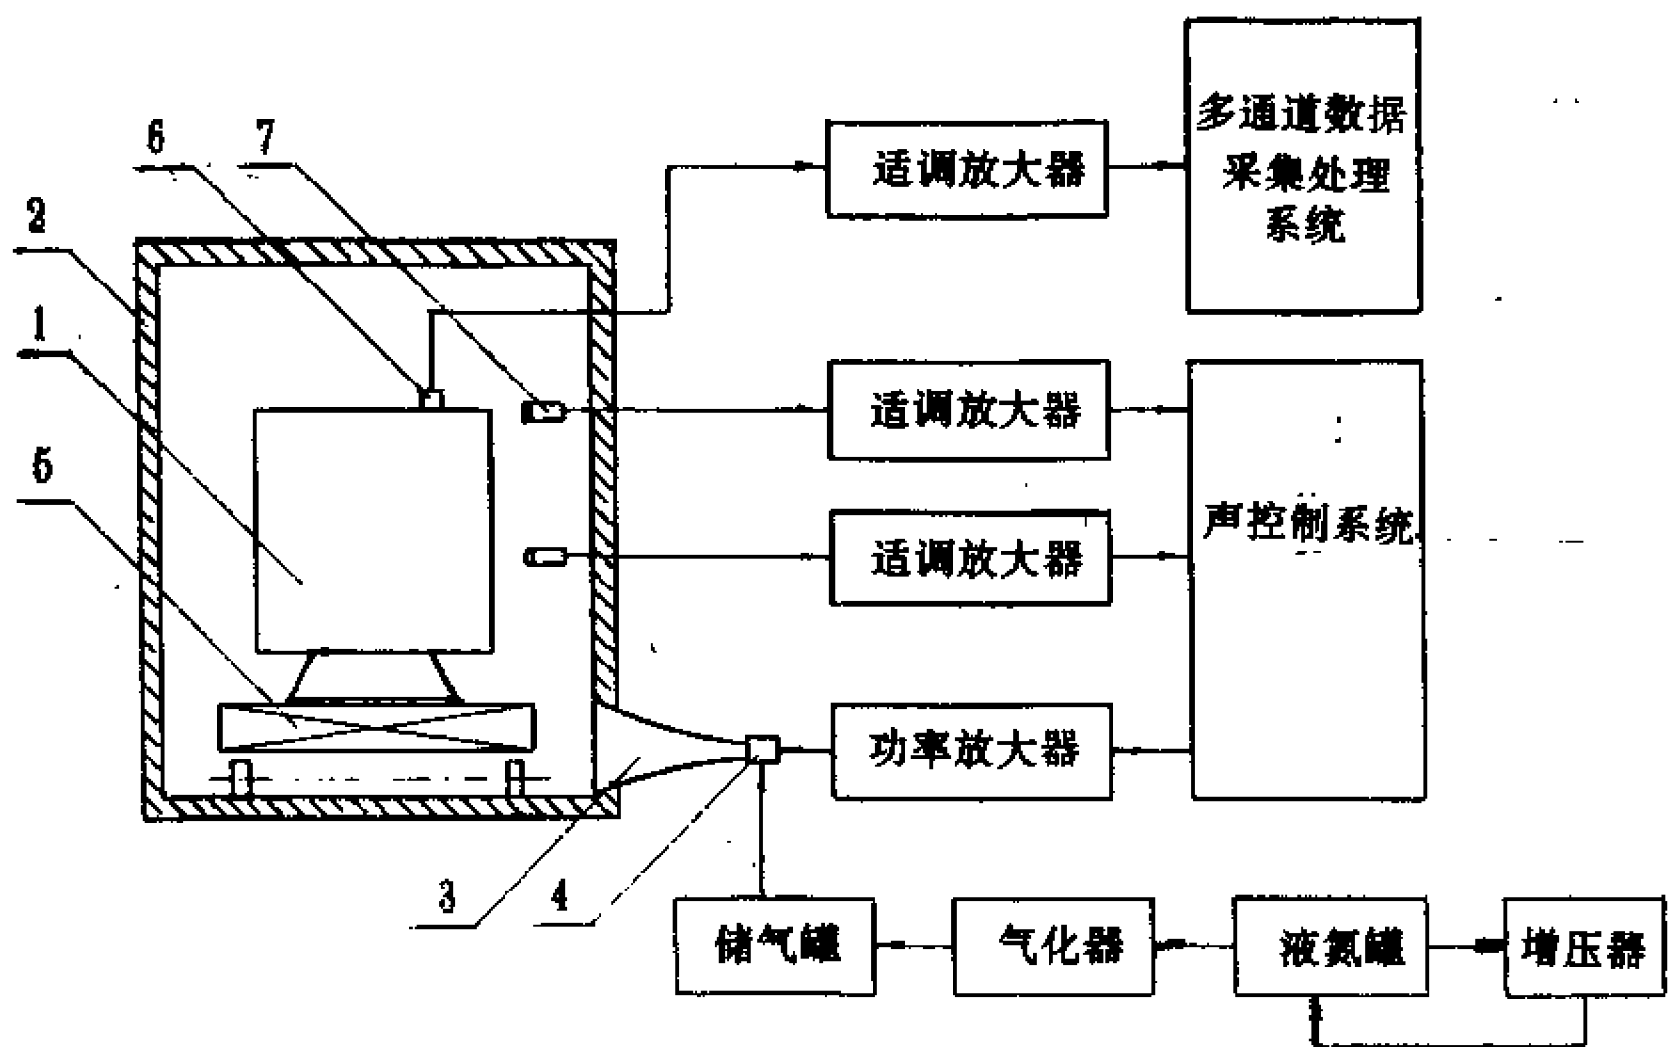 6
7
2
1
5
3
4
适调放大器
多通道数据
采集处理
系统
适调放大器
适调放大器
声控制系统
功率放大器
储气罐
气化器
液氮罐
增压器